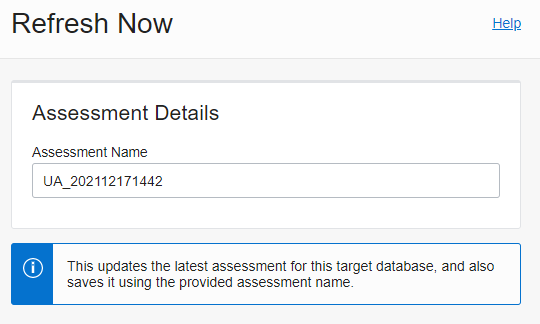 Refresh Now
Help
Assessment Details
Assessment Name
UA_202112171442
This updates the latest assessment for this target database, and also
saves it using the provided assessment name.